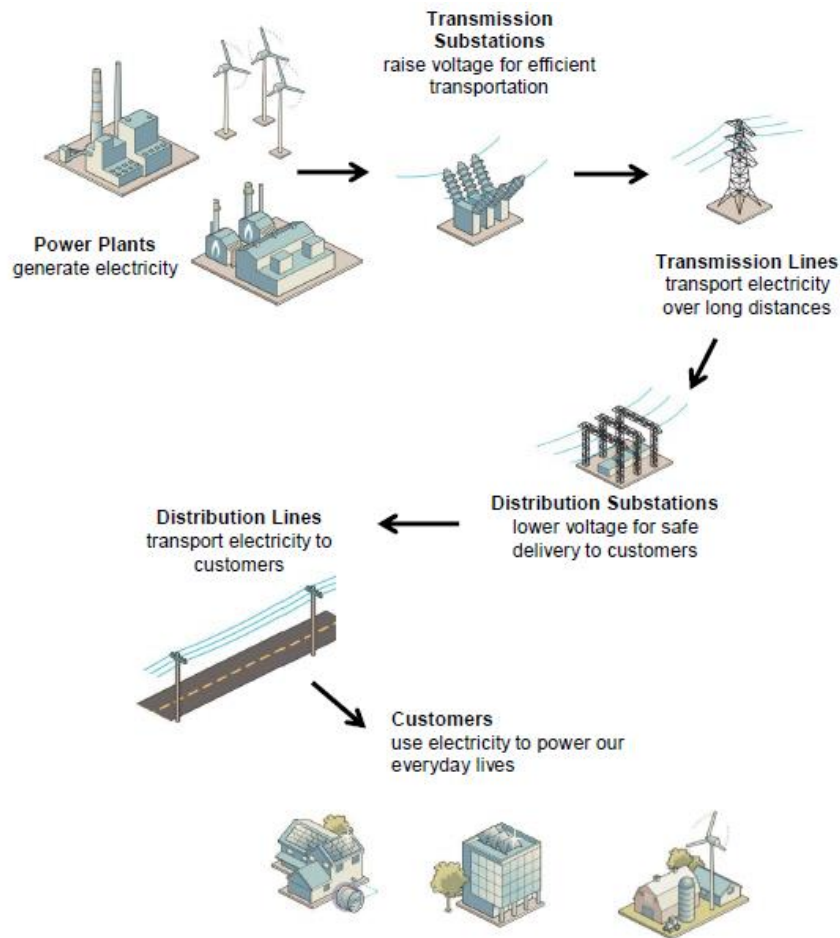 Transmission
Substations
raise voltage for efficient
transportation
Power Plants
generate electricity
Transmission Lines
transport electricity
over long distances
Distribution Substations
lower voltage for safe
delivery to customers
Distribution Lines
transport electricity to
customers
Customers
use electricity to power our
everyday lives